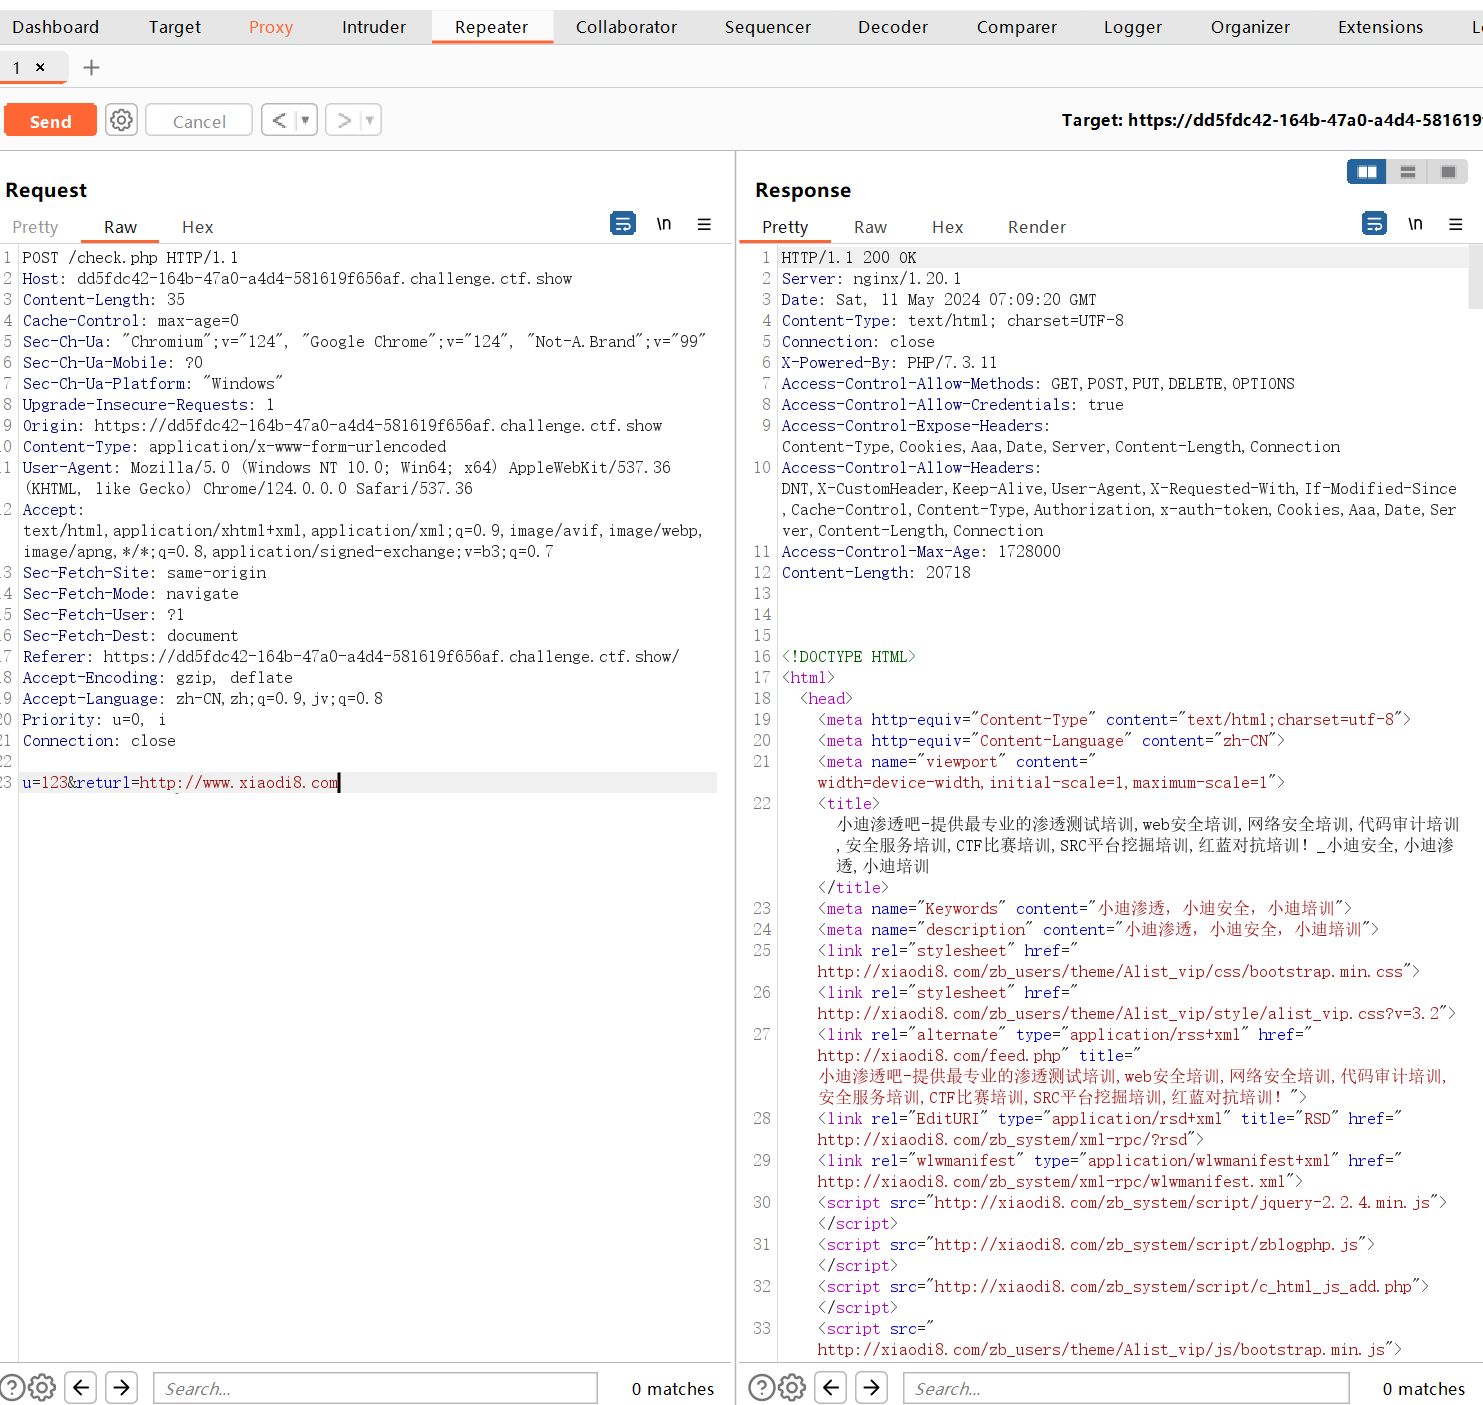 Dashboard Target Proxy Intruder Repeater Collaborator Sequencer Decoder Comparer Logger Organizer Extensions
1 × +
Send Cancel < ▼ > ▼ Target: https://dd5fdc42-164b-47a0-a4d4-581619
Request
Pretty Raw Hex \n ≡
1 POST /check.php HTTP/1.1
2 Host: dd5fdc42-164b-47a0-a4d4-581619f656af.challenge.ctf.show
3 Content-Length: 35
4 Cache-Control: max-age=0
5 Sec-Ch-Ua: "Chromium";v="124", "Google Chrome";v="124", "Not-A.Brand";v="99"
6 Sec-Ch-Ua-Mobile: ?0
7 Sec-Ch-Ua-Platform: "Windows"
8 Upgrade-Insecure-Requests: 1
9 Origin: https://dd5fdc42-164b-47a0-a4d4-581619f656af.challenge.ctf.show
10 Content-Type: application/x-www-form-urlencoded
11 User-Agent: Mozilla/5.0 (Windows NT 10.0; Win64; x64) AppleWebKit/537.36
(KHTML, like Gecko) Chrome/124.0.0.0 Safari/537.36
12 Accept:
text/html,application/xhtml+xml,application/xml;q=0.9,image/avif,image/webp,
image/apng,*/*;q=0.8,application/signed-exchange;v=b3;q=0.7
13 Sec-Fetch-Site: same-origin
14 Sec-Fetch-Mode: navigate
15 Sec-Fetch-User: ?1
16 Sec-Fetch-Dest: document
17 Referer: https://dd5fdc42-164b-47a0-a4d4-581619f656af.challenge.ctf.show/
18 Accept-Encoding: gzip, deflate
19 Accept-Language: zh-CN,zh;q=0.9,jv;q=0.8
20 Priority: u=0, i
21 Connection: close
22
23 u=123&returl=http://www.xiaodi8.com
Search... 0 matches
Response
Pretty Raw Hex Render \n ≡
1 HTTP/1.1 200 OK
2 Server: nginx/1.20.1
3 Date: Sat, 11 May 2024 07:09:20 GMT
4 Content-Type: text/html; charset=UTF-8
5 Connection: close
6 X-Powered-By: PHP/7.3.11
7 Access-Control-Allow-Methods: GET,POST,PUT,DELETE,OPTIONS
8 Access-Control-Allow-Credentials: true
9 Access-Control-Expose-Headers:
Content-Type,Cookies,Aaa,Date,Server,Content-Length,Connection
10 Access-Control-Allow-Headers:
DNT,X-CustomHeader,Keep-Alive,User-Agent,X-Requested-With,If-Modified-Since
,Cache-Control,Content-Type,Authorization,x-auth-token,Cookies,Aaa,Date,Ser
ver,Content-Length,Connection
11 Access-Control-Max-Age: 1728000
12 Content-Length: 20718
13
14
15
16 <!DOCTYPE HTML>
17 <html>
18 <head>
19 <meta http-equiv="Content-Type" content="text/html;charset=utf-8">
20 <meta http-equiv="Content-Language" content="zh-CN">
21 <meta name="viewport" content="
width=device-width,initial-scale=1,maximum-scale=1">
22 <title>
小迪渗透吧-提供最专业的渗透测试培训,web安全培训,网络安全培训,代码审计培训
,安全服务培训,CTF比赛培训,SRC平台挖掘培训,红蓝对抗培训！_小迪安全,小迪渗
透,小迪培训
</title>
23 <meta name="Keywords" content="小迪渗透，小迪安全，小迪培训">
24 <meta name="description" content="小迪渗透，小迪安全，小迪培训">
25 <link rel="stylesheet" href="
http://xiaodi8.com/zb_users/theme/Alist_vip/css/bootstrap.min.css">
26 <link rel="stylesheet" href="
http://xiaodi8.com/zb_users/theme/Alist_vip/style/alist_vip.css?v=3.2">
27 <link rel="alternate" type="application/rss+xml" href="
http://xiaodi8.com/feed.php" title="
小迪渗透吧-提供最专业的渗透测试培训,web安全培训,网络安全培训,代码审计培训,
安全服务培训,CTF比赛培训,SRC平台挖掘培训,红蓝对抗培训！">
28 <link rel="EditURI" type="application/rsd+xml" title="RSD" href="
http://xiaodi8.com/zb_system/xml-rpc/?rsd">
29 <link rel="wlwmanifest" type="application/wlwmanifest+xml" href="
http://xiaodi8.com/zb_system/xml-rpc/wlwmanifest.xml">
30 <script src="http://xiaodi8.com/zb_system/script/jquery-2.2.4.min.js">
</script>
31 <script src="http://xiaodi8.com/zb_system/script/zblogphp.js">
</script>
32 <script src="http://xiaodi8.com/zb_system/script/c_html_js_add.php">
</script>
33 <script src="
http://xiaodi8.com/zb_users/theme/Alist_vip/js/bootstrap.min.js">
Search... 0 matches